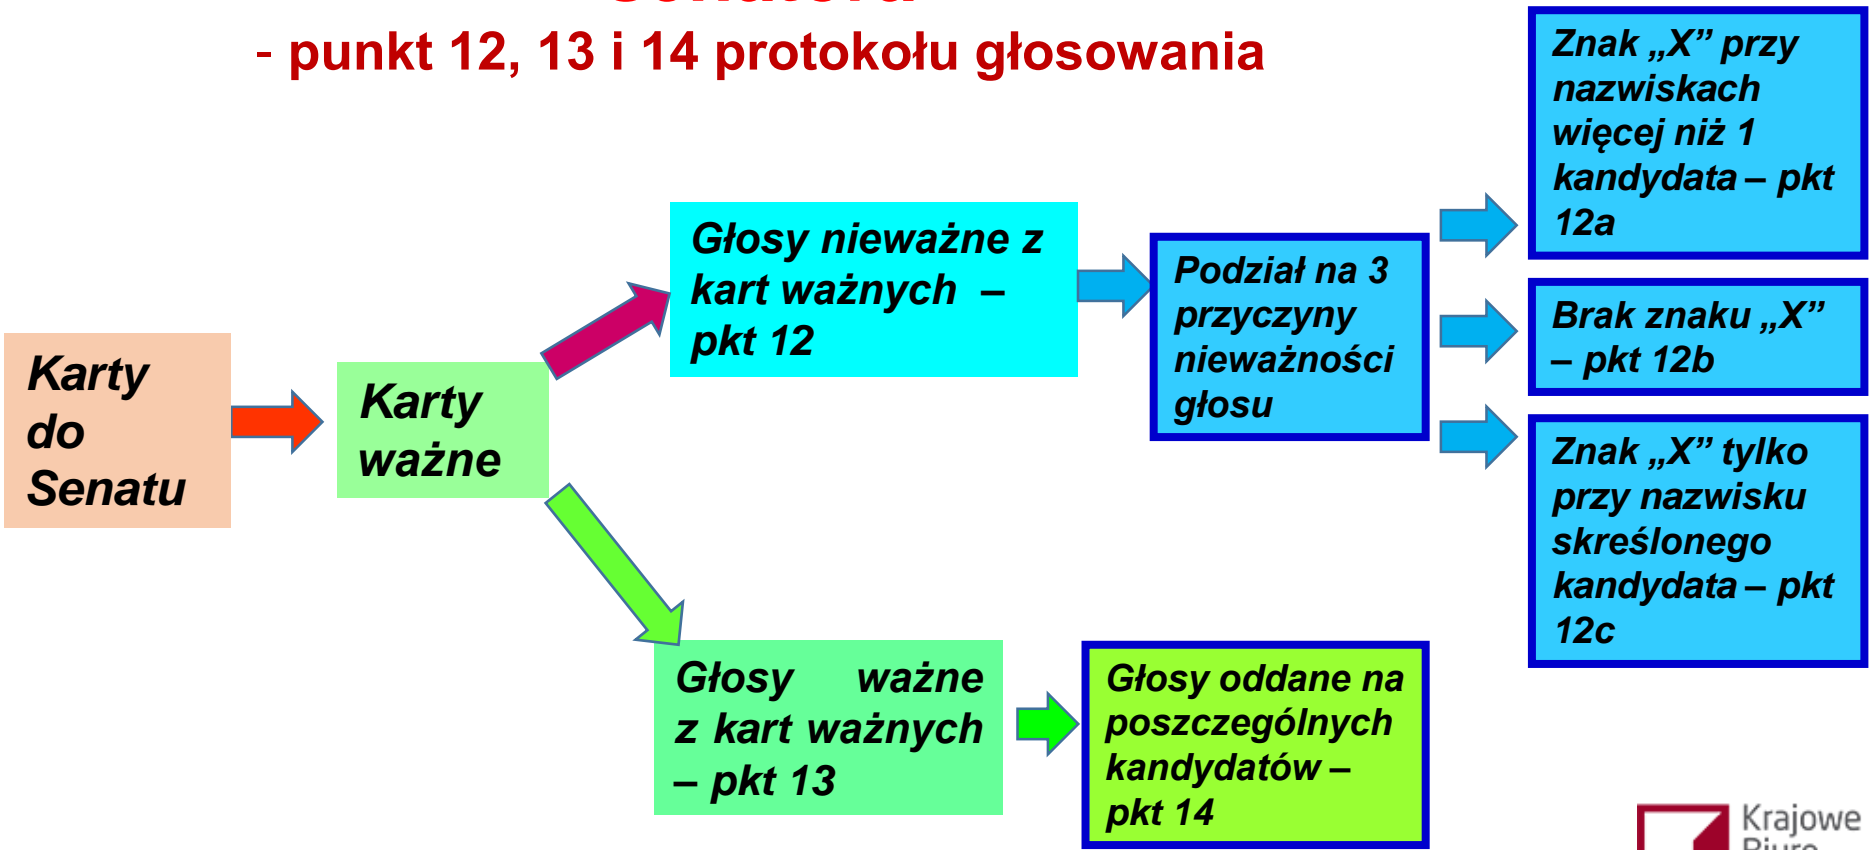 - punkt 12, 13 i 14 protokołu głosowania
Karty
do
Senatu
Karty
ważne
Głosy nieważne z
kart ważnych –
pkt 12
Podział na 3
przyczyny
nieważności
głosu
Znak „X” przy
nazwiskach
więcej niż 1
kandydata – pkt
12a
Brak znaku „X”
– pkt 12b
Znak „X” tylko
przy nazwisku
skreślonego
kandydata – pkt
12c
Głosy ważne
z kart ważnych
– pkt 13
Głosy oddane na
poszczególnych
kandydatów –
pkt 14
Krajowe
Biuro